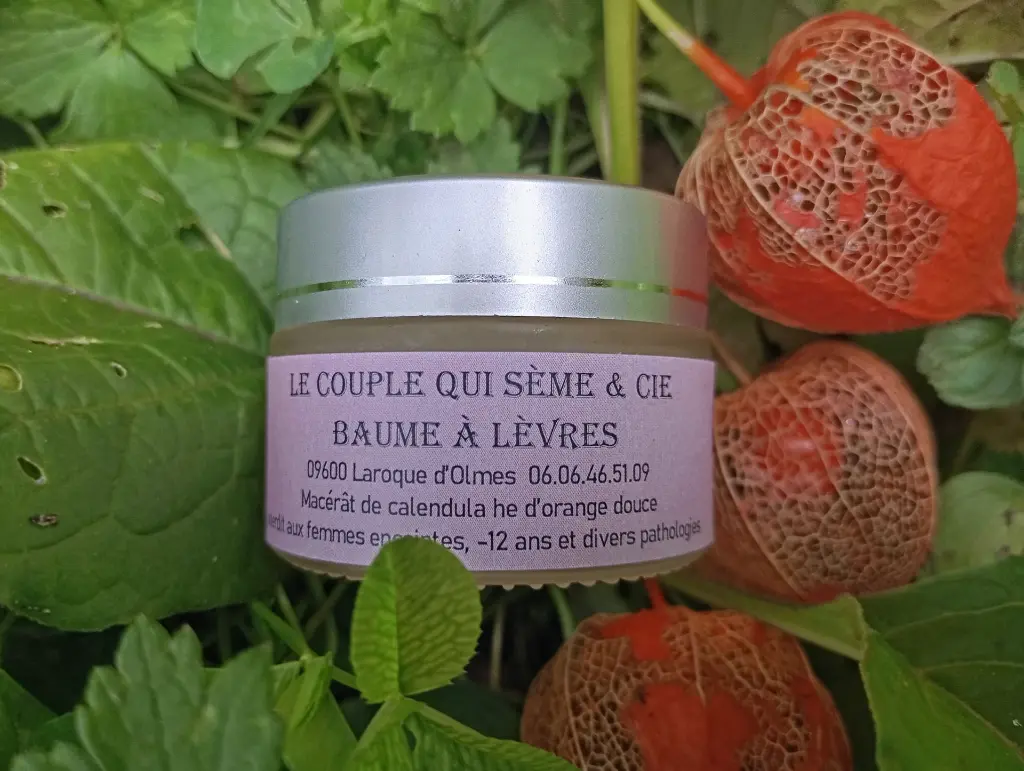 LE COUPLE QUI SÈME & CIE
BAUME À LÈVRES
09600 Laroque d'Olmes 06.06.46.51.09
Macérât de calendula he d'orange douce
aux femmes enceintes, -12 ans et divers pathologies